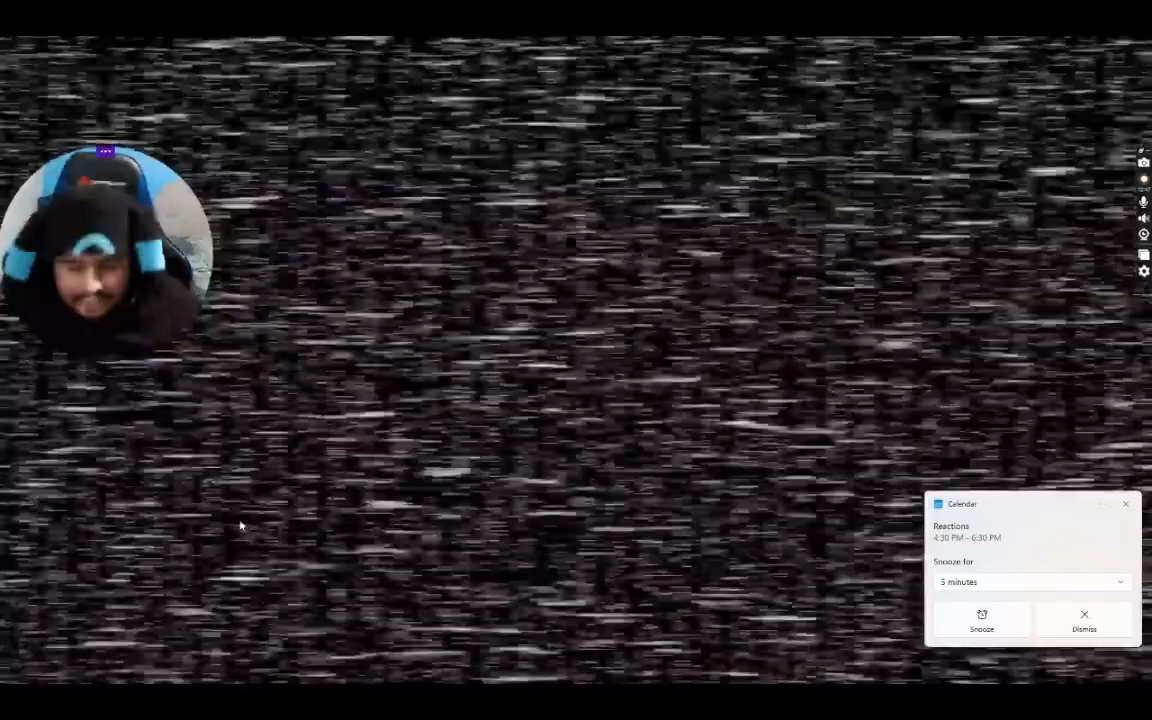 Calendar
Reactions
4:30 PM - 6:30 PM
Snooze for
5 minutes
Snooze
Dismiss